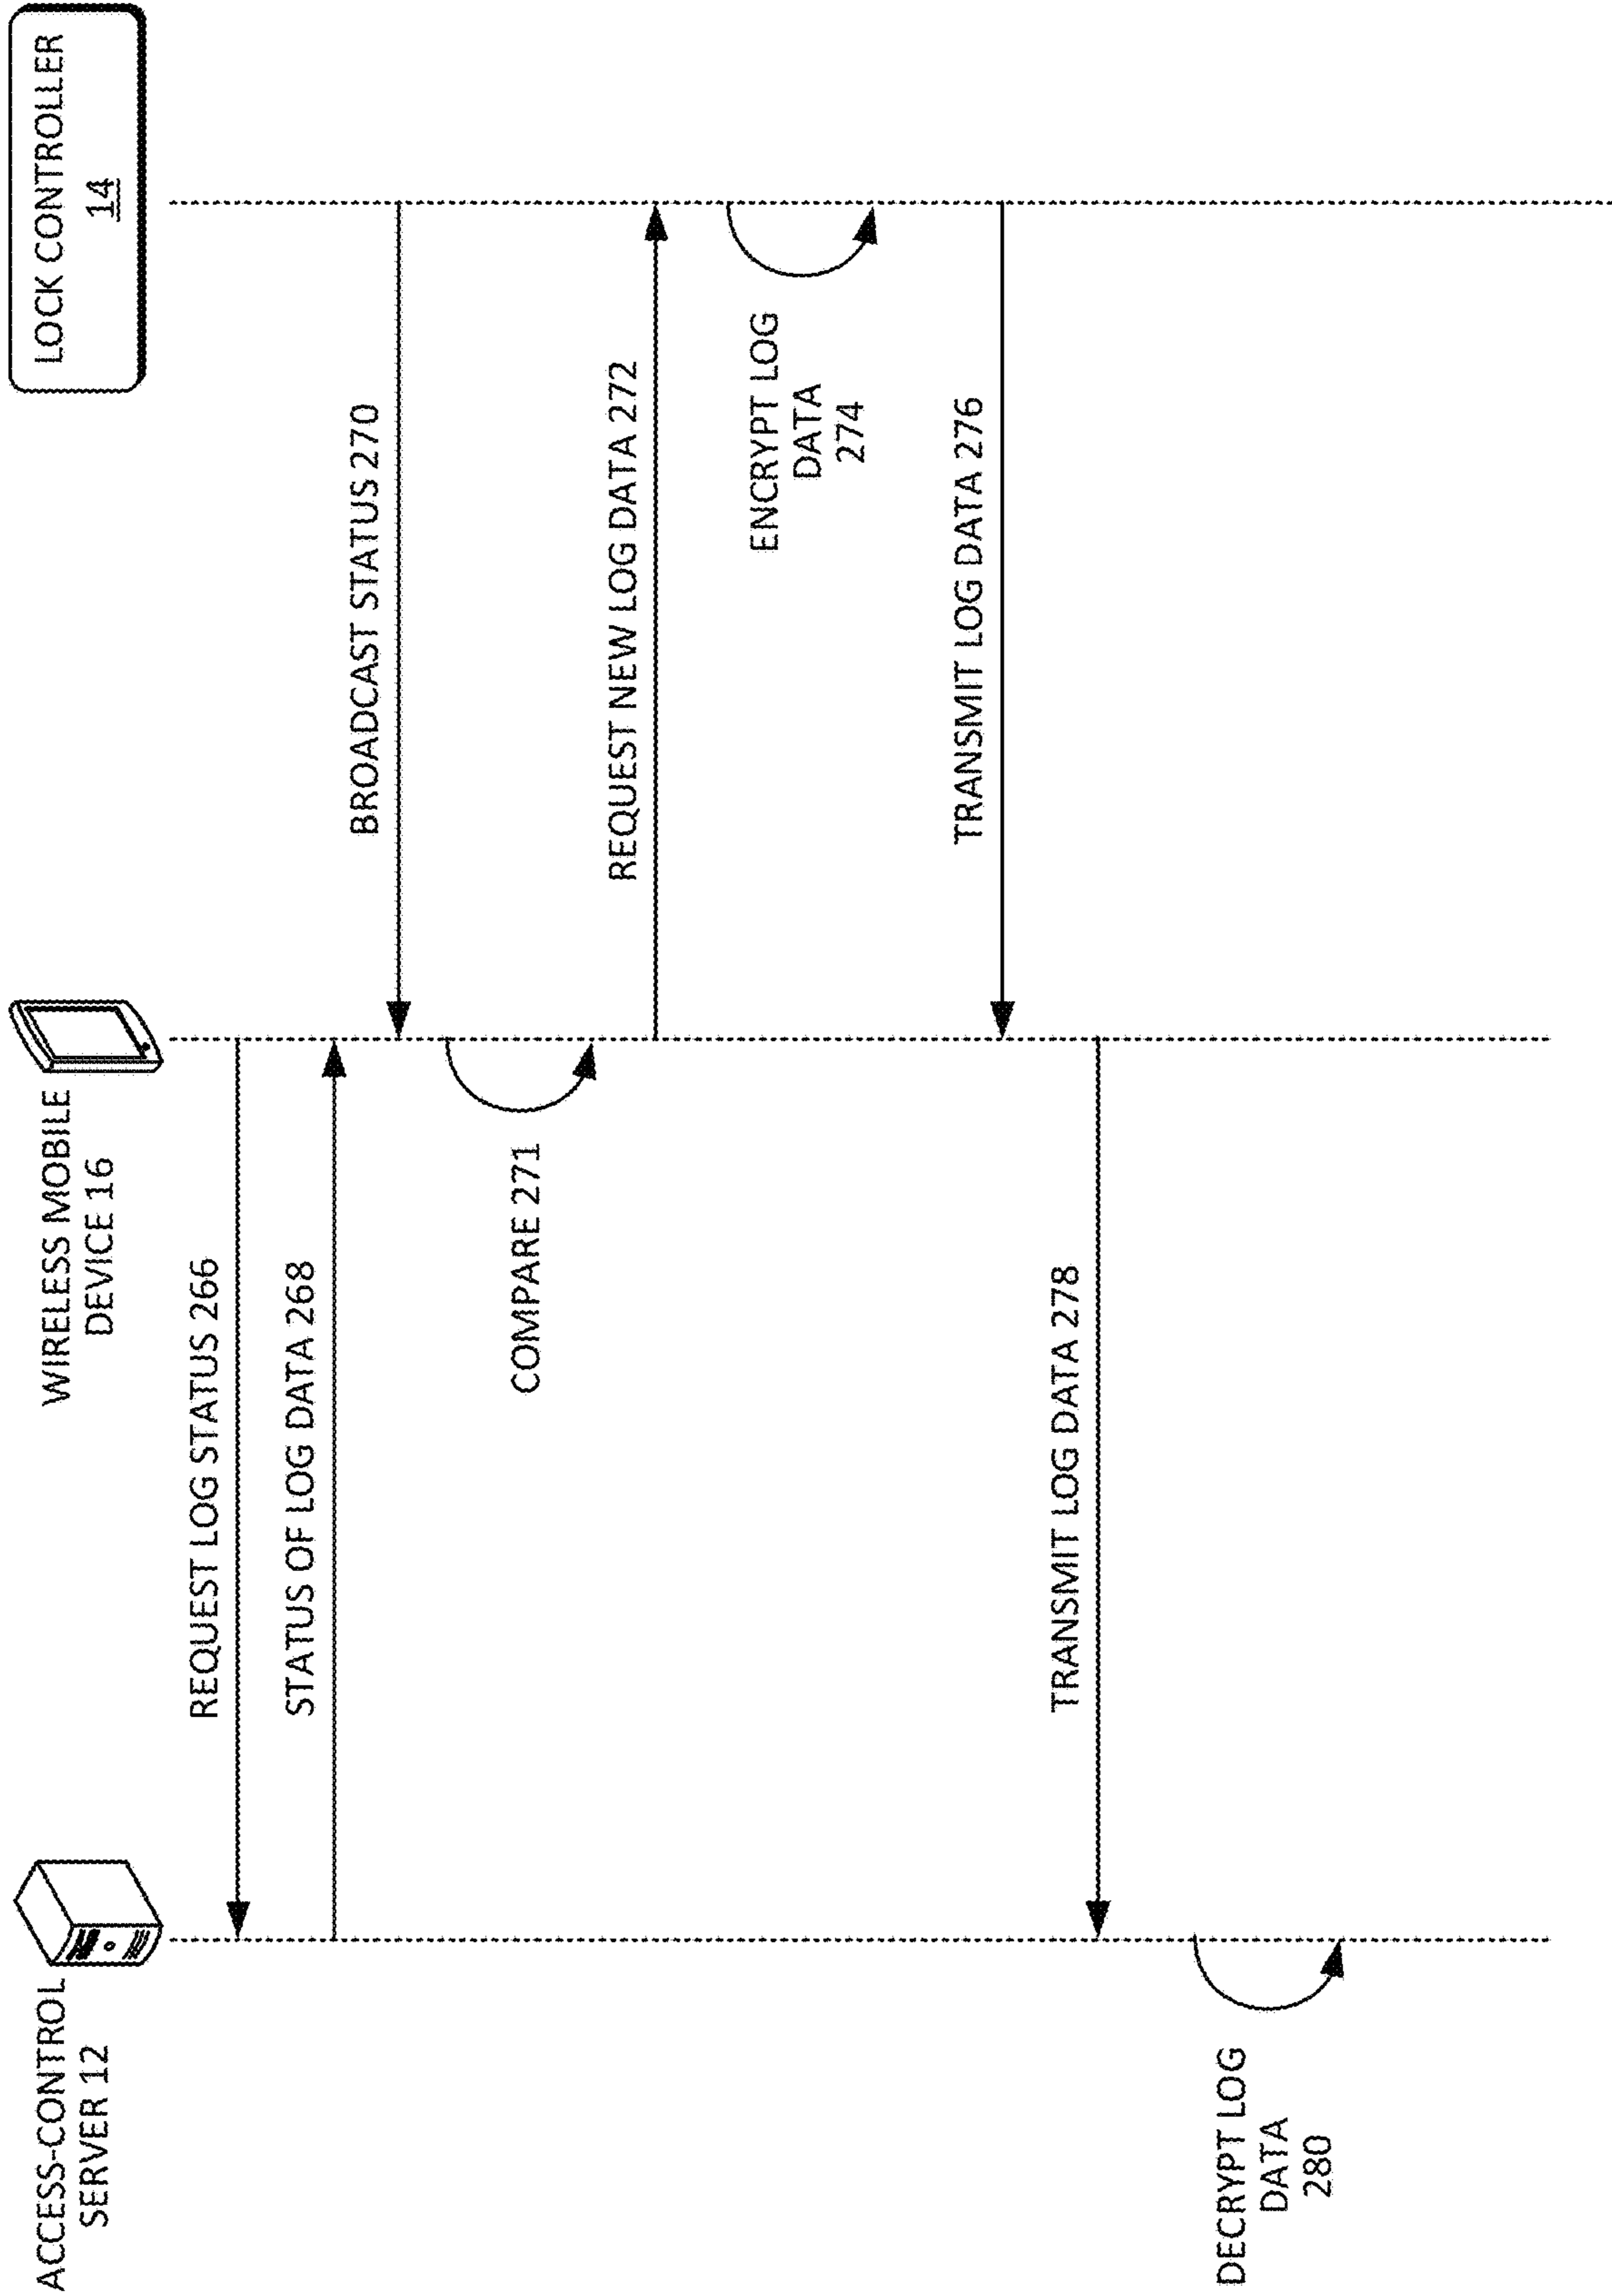 ACCESS-CONTROL
SERVER 12
WIRELESS MOBILE
DEVICE 16
LOCK CONTROLLER
14
REQUEST LOG STATUS 266
STATUS OF LOG DATA 268
BROADCAST STATUS 270
COMPARE 271
REQUEST NEW LOG DATA 272
ENCRYPT LOG
DATA
274
TRANSMIT LOG DATA 276
TRANSMIT LOG DATA 278
DECRYPT LOG
DATA
280